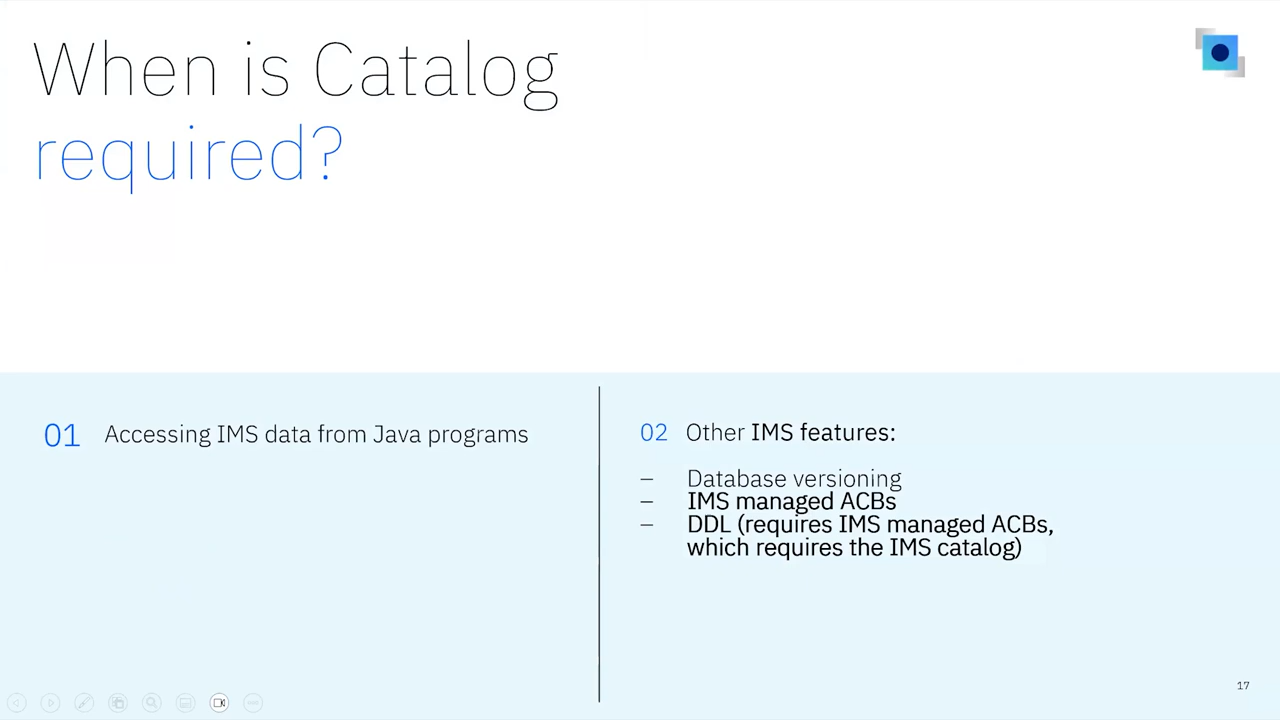 When is Catalog
required?
01 Accessing IMS data from Java programs
02 Other IMS features:
– Database versioning
– IMS managed ACBs
– DDL (requires IMS managed ACBs,
which requires the IMS catalog)
17